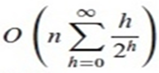 O ( n ∑_{h=0}^{∞} h / 2^h )